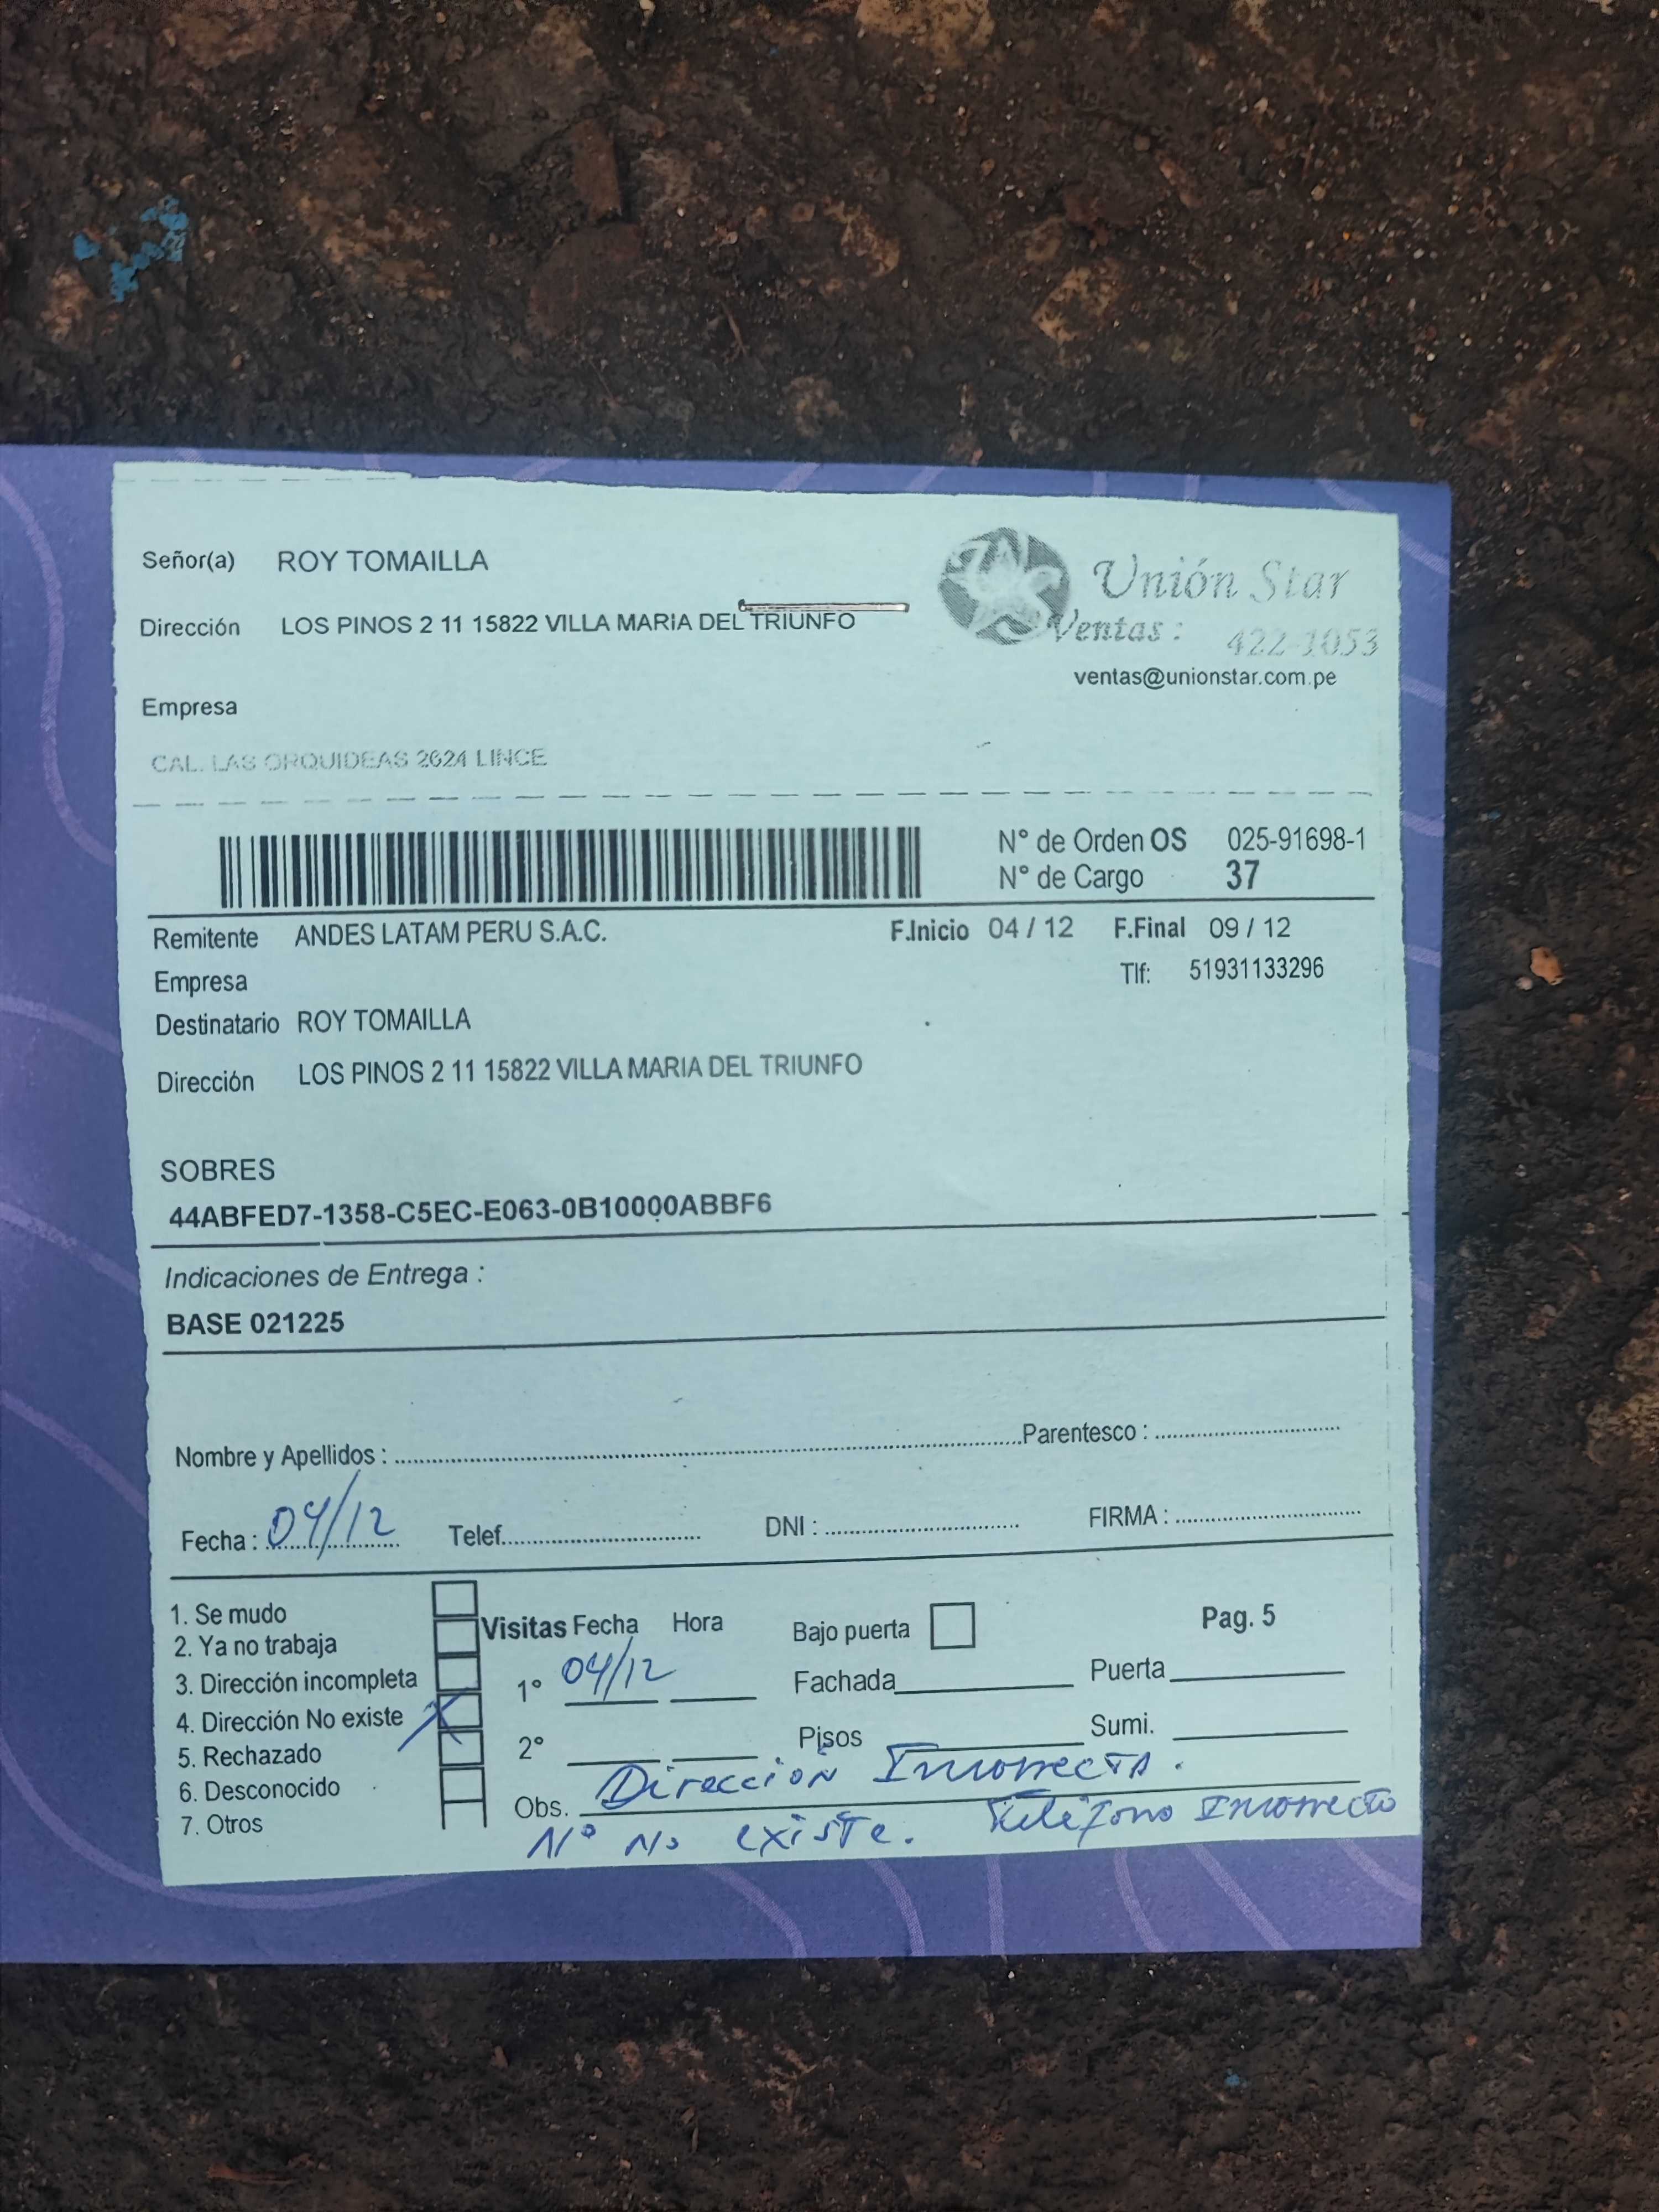 Señor(a) ROY TOMAILLA
Dirección LOS PINOS 2 11 15822 VILLA MARIA DEL TRIUNFO
Unión Star
Ventas : 422-1053
ventas@unionstar.com.pe
Empresa
CAL. LAS ORQUIDEAS 2624 LINCE
N° de Orden OS 025-91698-1
N° de Cargo 37
Remitente ANDES LATAM PERU S.A.C. F.Inicio 04 / 12 F.Final 09 / 12
Empresa Tlf: 51931133296
Destinatario ROY TOMAILLA
Dirección LOS PINOS 2 11 15822 VILLA MARIA DEL TRIUNFO
SOBRES
44ABFED7-1358-C5EC-E063-0B10000ABBF6
Indicaciones de Entrega :
BASE 021225
Nombre y Apellidos : Parentesco :
Fecha : 04/12 Telef. DNI : FIRMA :
1. Se mudo
2. Ya no trabaja
3. Dirección incompleta
4. Dirección No existe
5. Rechazado
6. Desconocido
7. Otros
Visitas Fecha Hora Bajo puerta Pag. 5
1° 04/12 Fachada Puerta
2° Pisos Sumi.
Obs. Dirección Incorrecta.
N° No existe. Teléfono Incorrecto